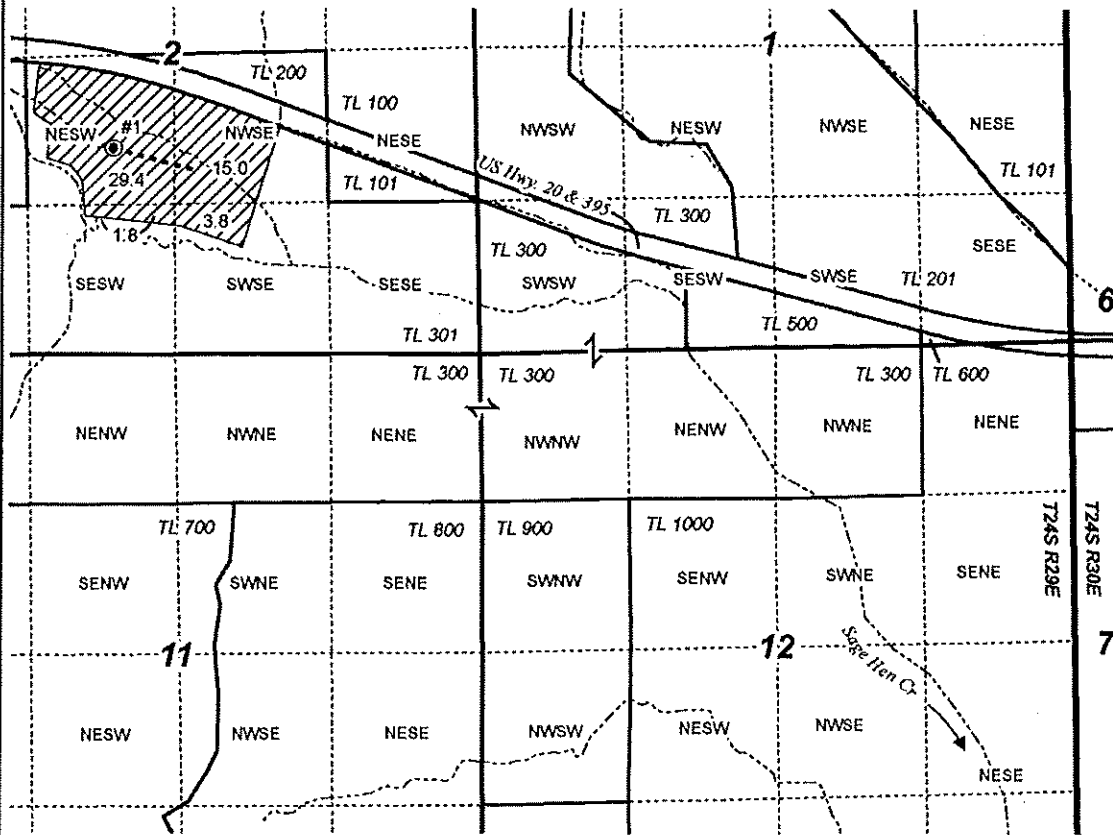 2
1
TL 200
TL 100
NESW
#1
NWSE
NESE
NWSW
NESW
NESE
29.4
15.0
TL 101
US Hwy. 20 & 395
TL 300
TL 101
1.8
3.8
TL 300
SESE
SESW
SWSE
SESE
SWSW
SESW
SWSE
TL 201
6
TL 301
TL 500
TL 300
TL 300
TL 300
TL 600
NENW
NWNE
NENE
NWNW
NENW
NWNE
NENE
TL 700
TL 800
TL 900
TL 1000
T24S R29E
T24S R30E
SENW
SWNE
SENE
SWNW
SENW
SWNE
SENE
11
12
7
Sage Hen Cr
NESW
NWSE
NESE
NWSW
NESW
NWSE
NESE